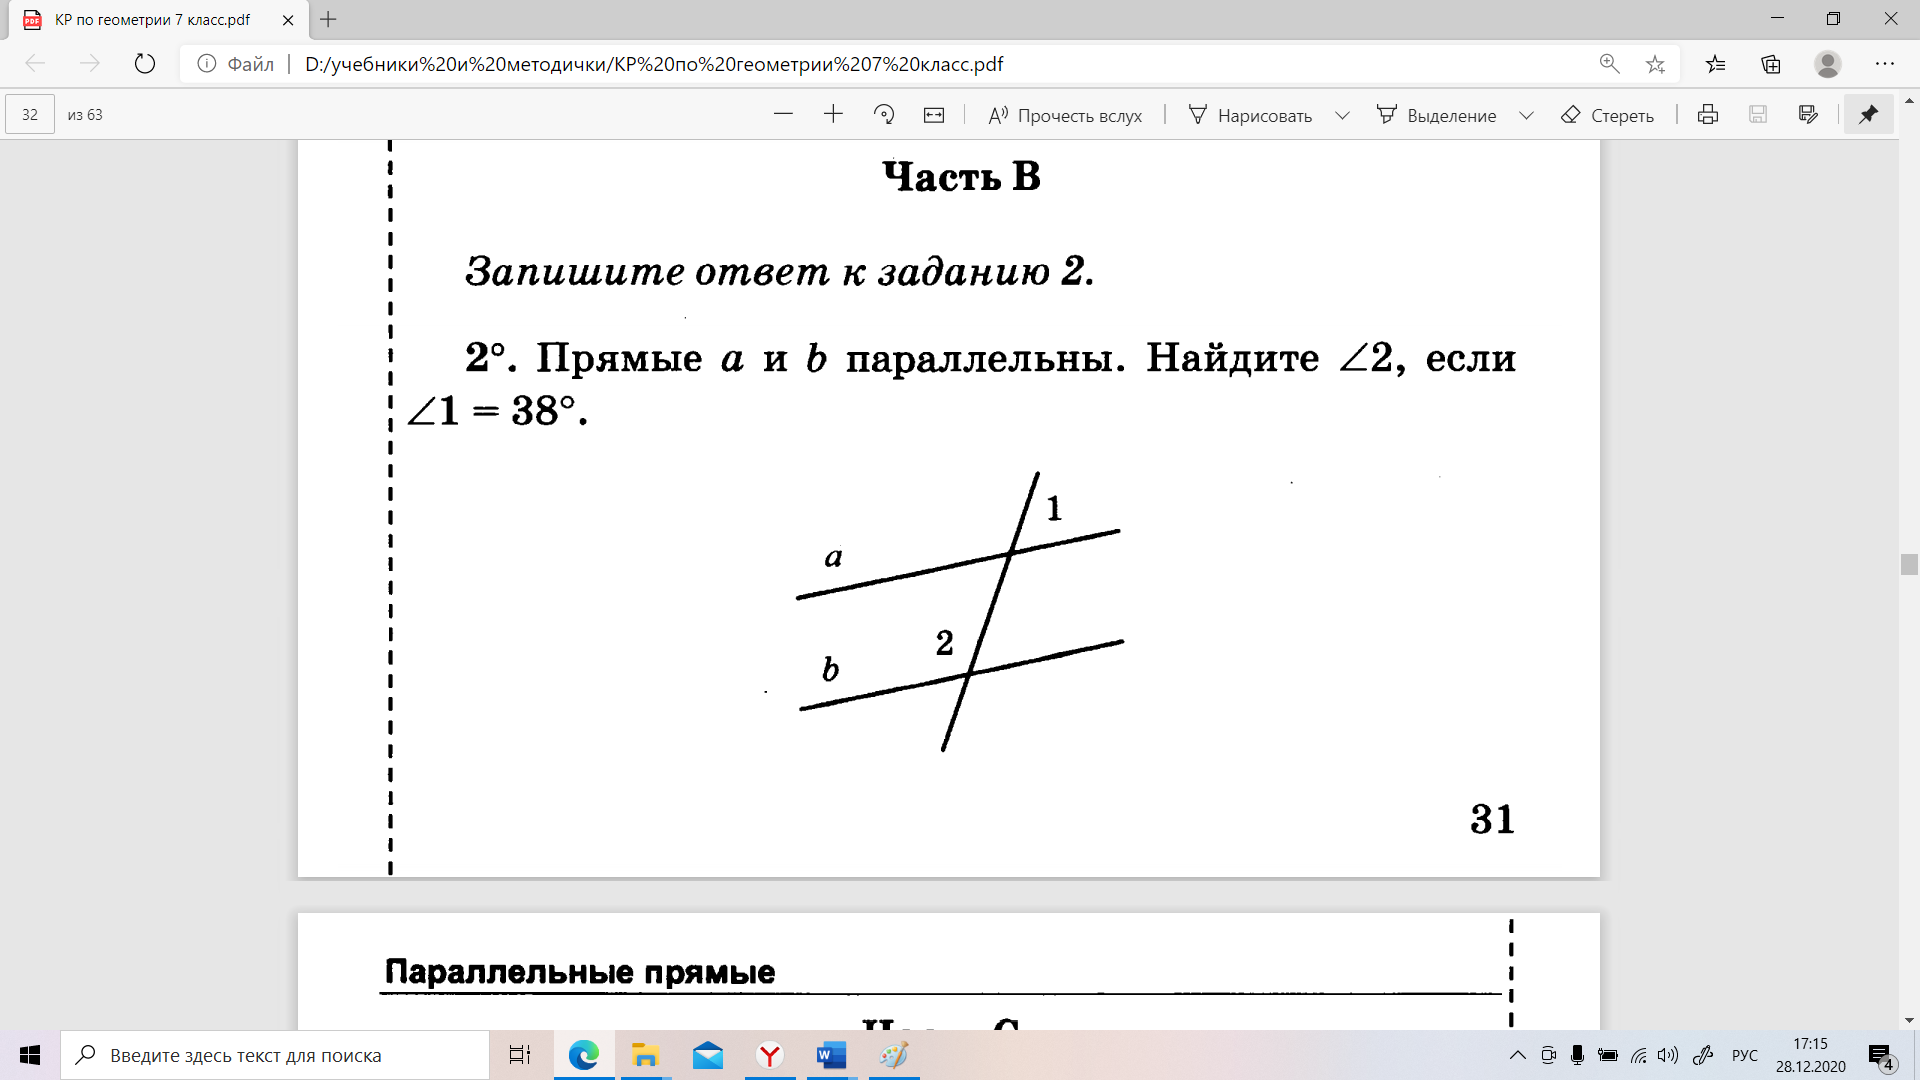 КР по геометрии 7 класс.pdf
Файл | D:/учебники%20и%20методички/КР%20по%20геометрии%207%20класс.pdf
32 из 63 Прочесть вслух Нарисовать Выделение Стереть
Часть В
Запишите ответ к заданию 2.
2°. Прямые a и b параллельны. Найдите ∠2, если
∠1 = 38°.
1
a
2
b
31
Параллельные прямые
Введите здесь текст для поиска
РУС
17:15
28.12.2020
4